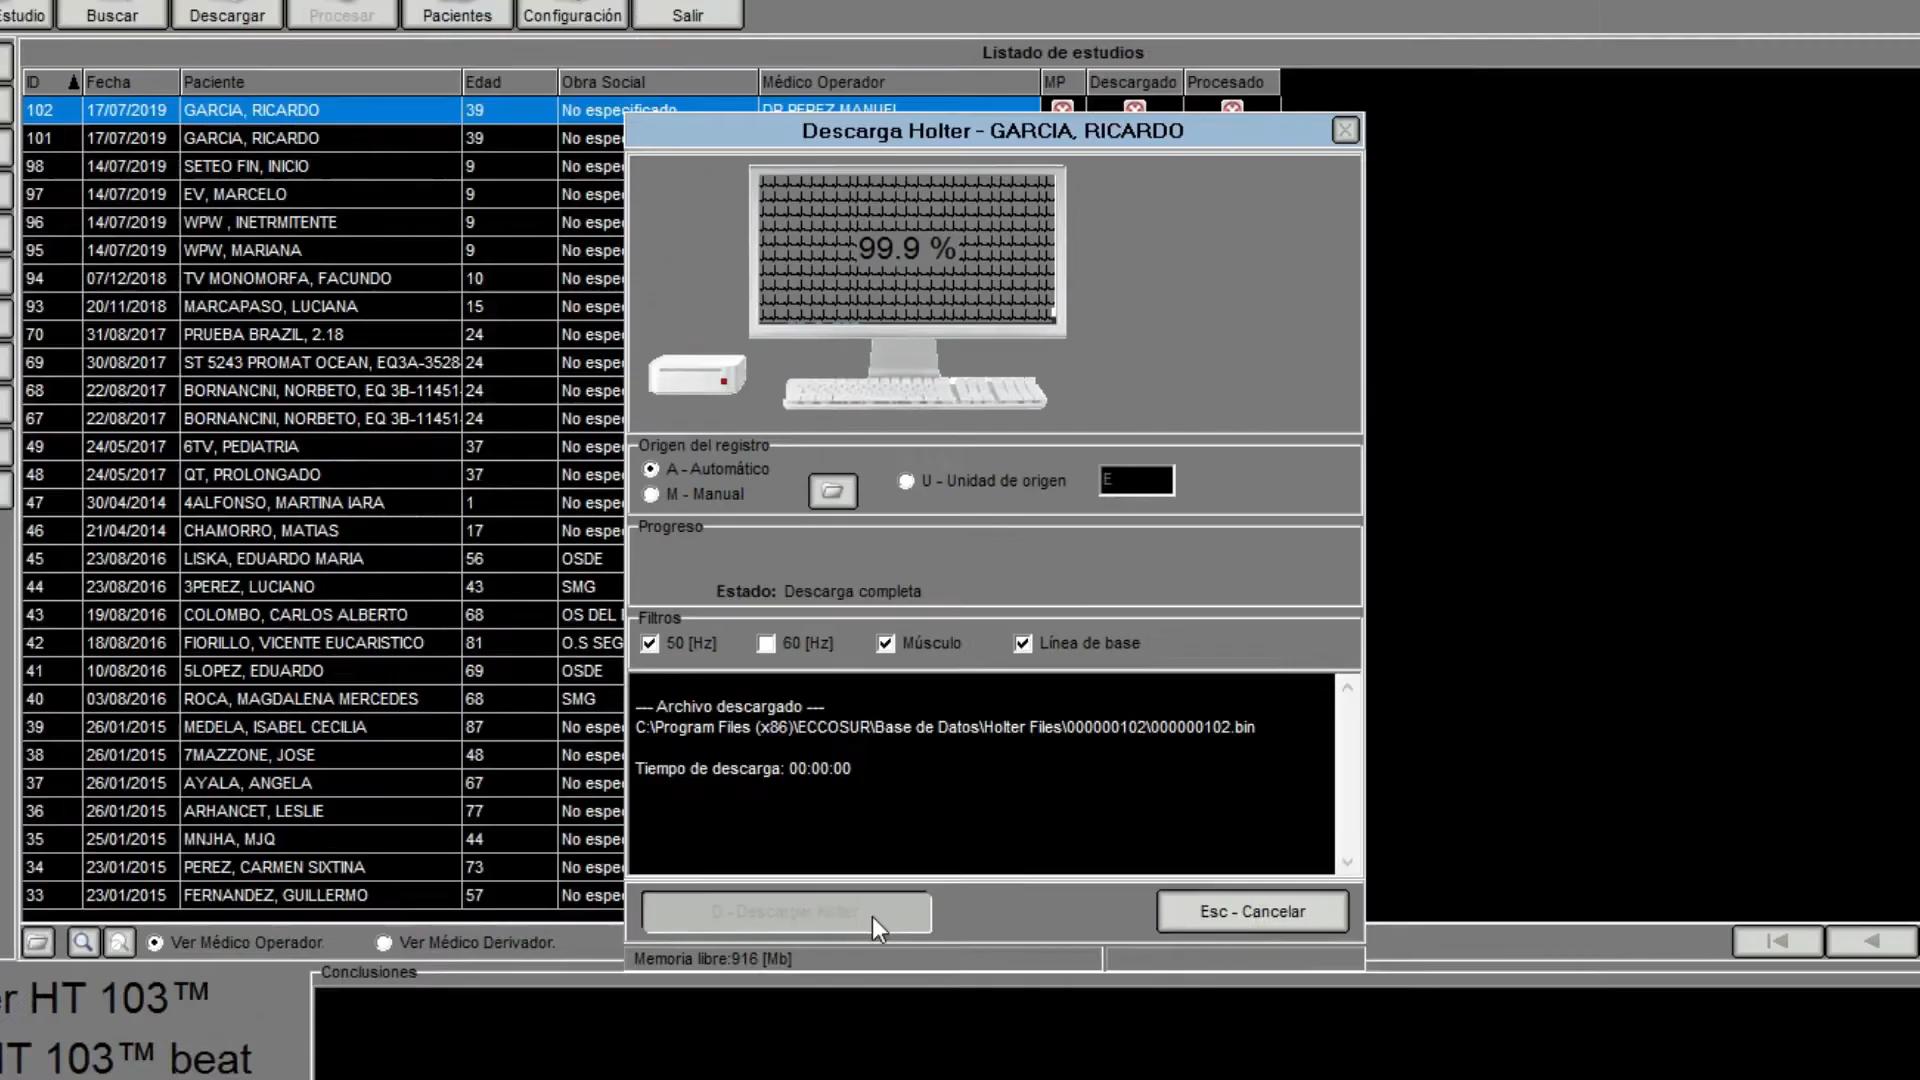 Estudio Buscar Descargar Procesar Pacientes Configuración Salir
Listado de estudios
ID Fecha Paciente Edad Obra Social Médico Operador MP Descargado Procesado
102 17/07/2019 GARCIA, RICARDO 39 No especificado DR PEREZ MANUEL
101 17/07/2019 GARCIA, RICARDO 39 No espe
98 14/07/2019 SETEO FIN, INICIO 9 No espe
97 14/07/2019 EV, MARCELO 9 No espe
96 14/07/2019 WPW , INETRMITENTE 9 No espe
95 14/07/2019 WPW, MARIANA 9 No espe
94 07/12/2018 TV MONOMORFA, FACUNDO 10 No espe
93 20/11/2018 MARCAPASO, LUCIANA 15 No espe
70 31/08/2017 PRUEBA BRAZIL, 2.18 24 No espe
69 30/08/2017 ST 5243 PROMAT OCEAN, EQ3A-3528- 24 No espe
68 22/08/2017 BORNANCINI, NORBETO, EQ 3B-11451- 24 No espe
67 22/08/2017 BORNANCINI, NORBETO, EQ 3B-11451- 24 No espe
49 24/05/2017 6TV, PEDIATRIA 37 No espe
48 24/05/2017 QT, PROLONGADO 37 No espe
47 30/04/2014 4ALFONSO, MARTINA IARA 1 No espe
46 21/04/2014 CHAMORRO, MATIAS 17 No espe
45 23/08/2016 LISKA, EDUARDO MARIA 56 OSDE
44 23/08/2016 3PEREZ, LUCIANO 43 SMG
43 19/08/2016 COLOMBO, CARLOS ALBERTO 68 OS DEL
42 18/08/2016 FIORILLO, VICENTE EUCARISTICO 81 O.S SEG
41 10/08/2016 5LOPEZ, EDUARDO 69 OSDE
40 03/08/2016 ROCA, MAGDALENA MERCEDES 68 SMG
39 26/01/2015 MEDELA, ISABEL CECILIA 87 No espe
38 26/01/2015 7MAZZONE, JOSE 48 No espe
37 26/01/2015 AYALA, ANGELA 67 No espe
36 26/01/2015 ARHANCET, LESLIE 77 No espe
35 25/01/2015 MNJHA, MJQ 44 No espe
34 23/01/2015 PEREZ, CARMEN SIXTINA 73 No espe
33 23/01/2015 FERNANDEZ, GUILLERMO 57 No espe
Descarga Holter - GARCIA, RICARDO
99.9 %
Origen del registro
A - Automático
M - Manual
U - Unidad de origen E
Progreso
Estado: Descarga completa
Filtros
50 [Hz] 60 [Hz] Músculo Línea de base
--- Archivo descargado ---
C:\Program Files (x86)\ECCOSUR\Base de Datos\Holter Files\000000102\000000102.bin
Tiempo de descarga: 00:00:00
D - Descargar Holter Esc - Cancelar
Memoria libre:916 [Mb]
Ver Médico Operador. Ver Médico Derivador.
Conclusiones
er HT 103™
HT 103™ beat